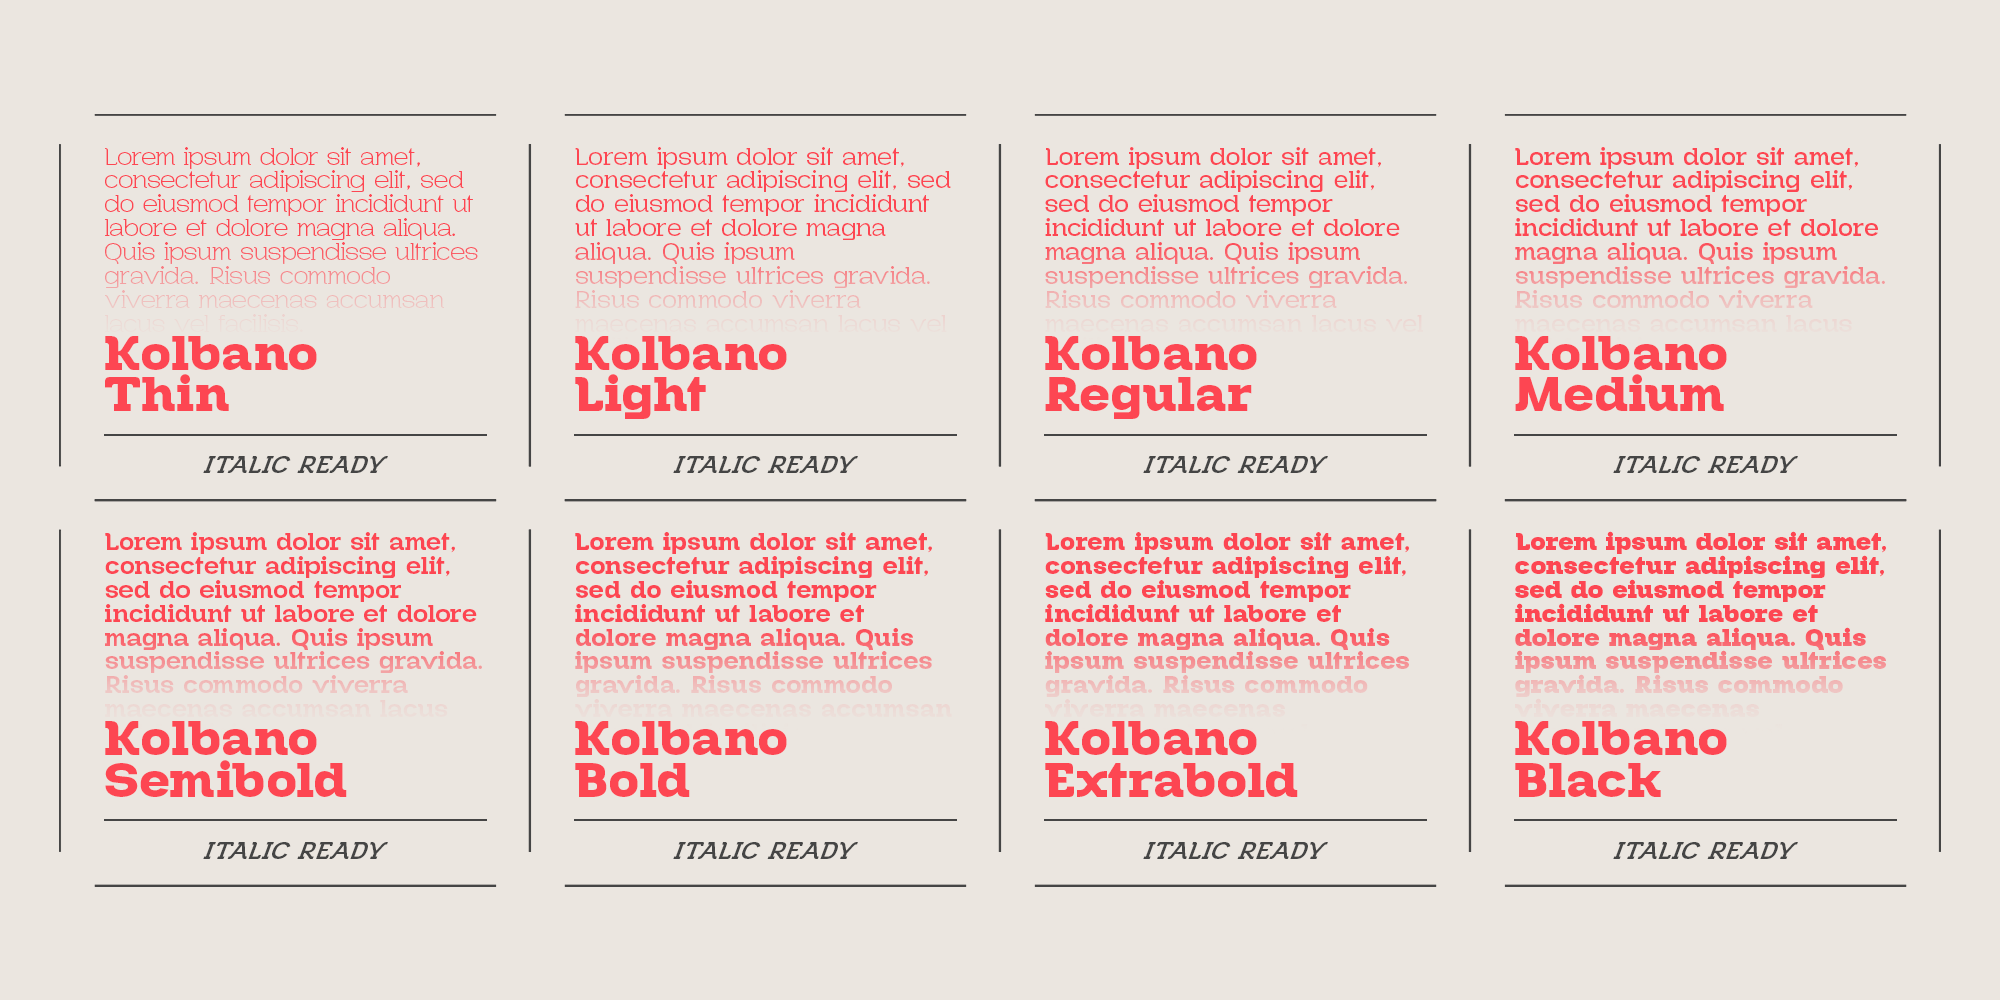 Lorem ipsum dolor sit amet,
consectetur adipiscing elit, sed
do eiusmod tempor incididunt ut
labore et dolore magna aliqua.
Quis ipsum suspendisse ultrices
gravida. Risus commodo
viverra maecenas accumsan
lacus vel facilisis.
Kolbano
Thin
ITALIC READY
Lorem ipsum dolor sit amet,
consectetur adipiscing elit, sed
do eiusmod tempor incididunt
ut labore et dolore magna
aliqua. Quis ipsum
suspendisse ultrices gravida.
Risus commodo viverra
maecenas accumsan lacus vel
Kolbano
Light
ITALIC READY
Lorem ipsum dolor sit amet,
consectetur adipiscing elit,
sed do eiusmod tempor
incididunt ut labore et dolore
magna aliqua. Quis ipsum
suspendisse ultrices gravida.
Risus commodo viverra
maecenas accumsan lacus vel
Kolbano
Regular
ITALIC READY
Lorem ipsum dolor sit amet,
consectetur adipiscing elit,
sed do eiusmod tempor
incididunt ut labore et dolore
magna aliqua. Quis ipsum
suspendisse ultrices gravida.
Risus commodo viverra
maecenas accumsan lacus
Kolbano
Medium
ITALIC READY
Lorem ipsum dolor sit amet,
consectetur adipiscing elit,
sed do eiusmod tempor
incididunt ut labore et dolore
magna aliqua. Quis ipsum
suspendisse ultrices gravida.
Risus commodo viverra
maecenas accumsan lacus
Kolbano
Semibold
ITALIC READY
Lorem ipsum dolor sit amet,
consectetur adipiscing elit,
sed do eiusmod tempor
incididunt ut labore et
dolore magna aliqua. Quis
ipsum suspendisse ultrices
gravida. Risus commodo
viverra maecenas accumsan
Kolbano
Bold
ITALIC READY
Lorem ipsum dolor sit amet,
consectetur adipiscing elit,
sed do eiusmod tempor
incididunt ut labore et
dolore magna aliqua. Quis
ipsum suspendisse ultrices
gravida. Risus commodo
viverra maecenas
Kolbano
Extrabold
ITALIC READY
Lorem ipsum dolor sit amet,
consectetur adipiscing elit,
sed do eiusmod tempor
incididunt ut labore et
dolore magna aliqua. Quis
ipsum suspendisse ultrices
gravida. Risus commodo
viverra maecenas
Kolbano
Black
ITALIC READY